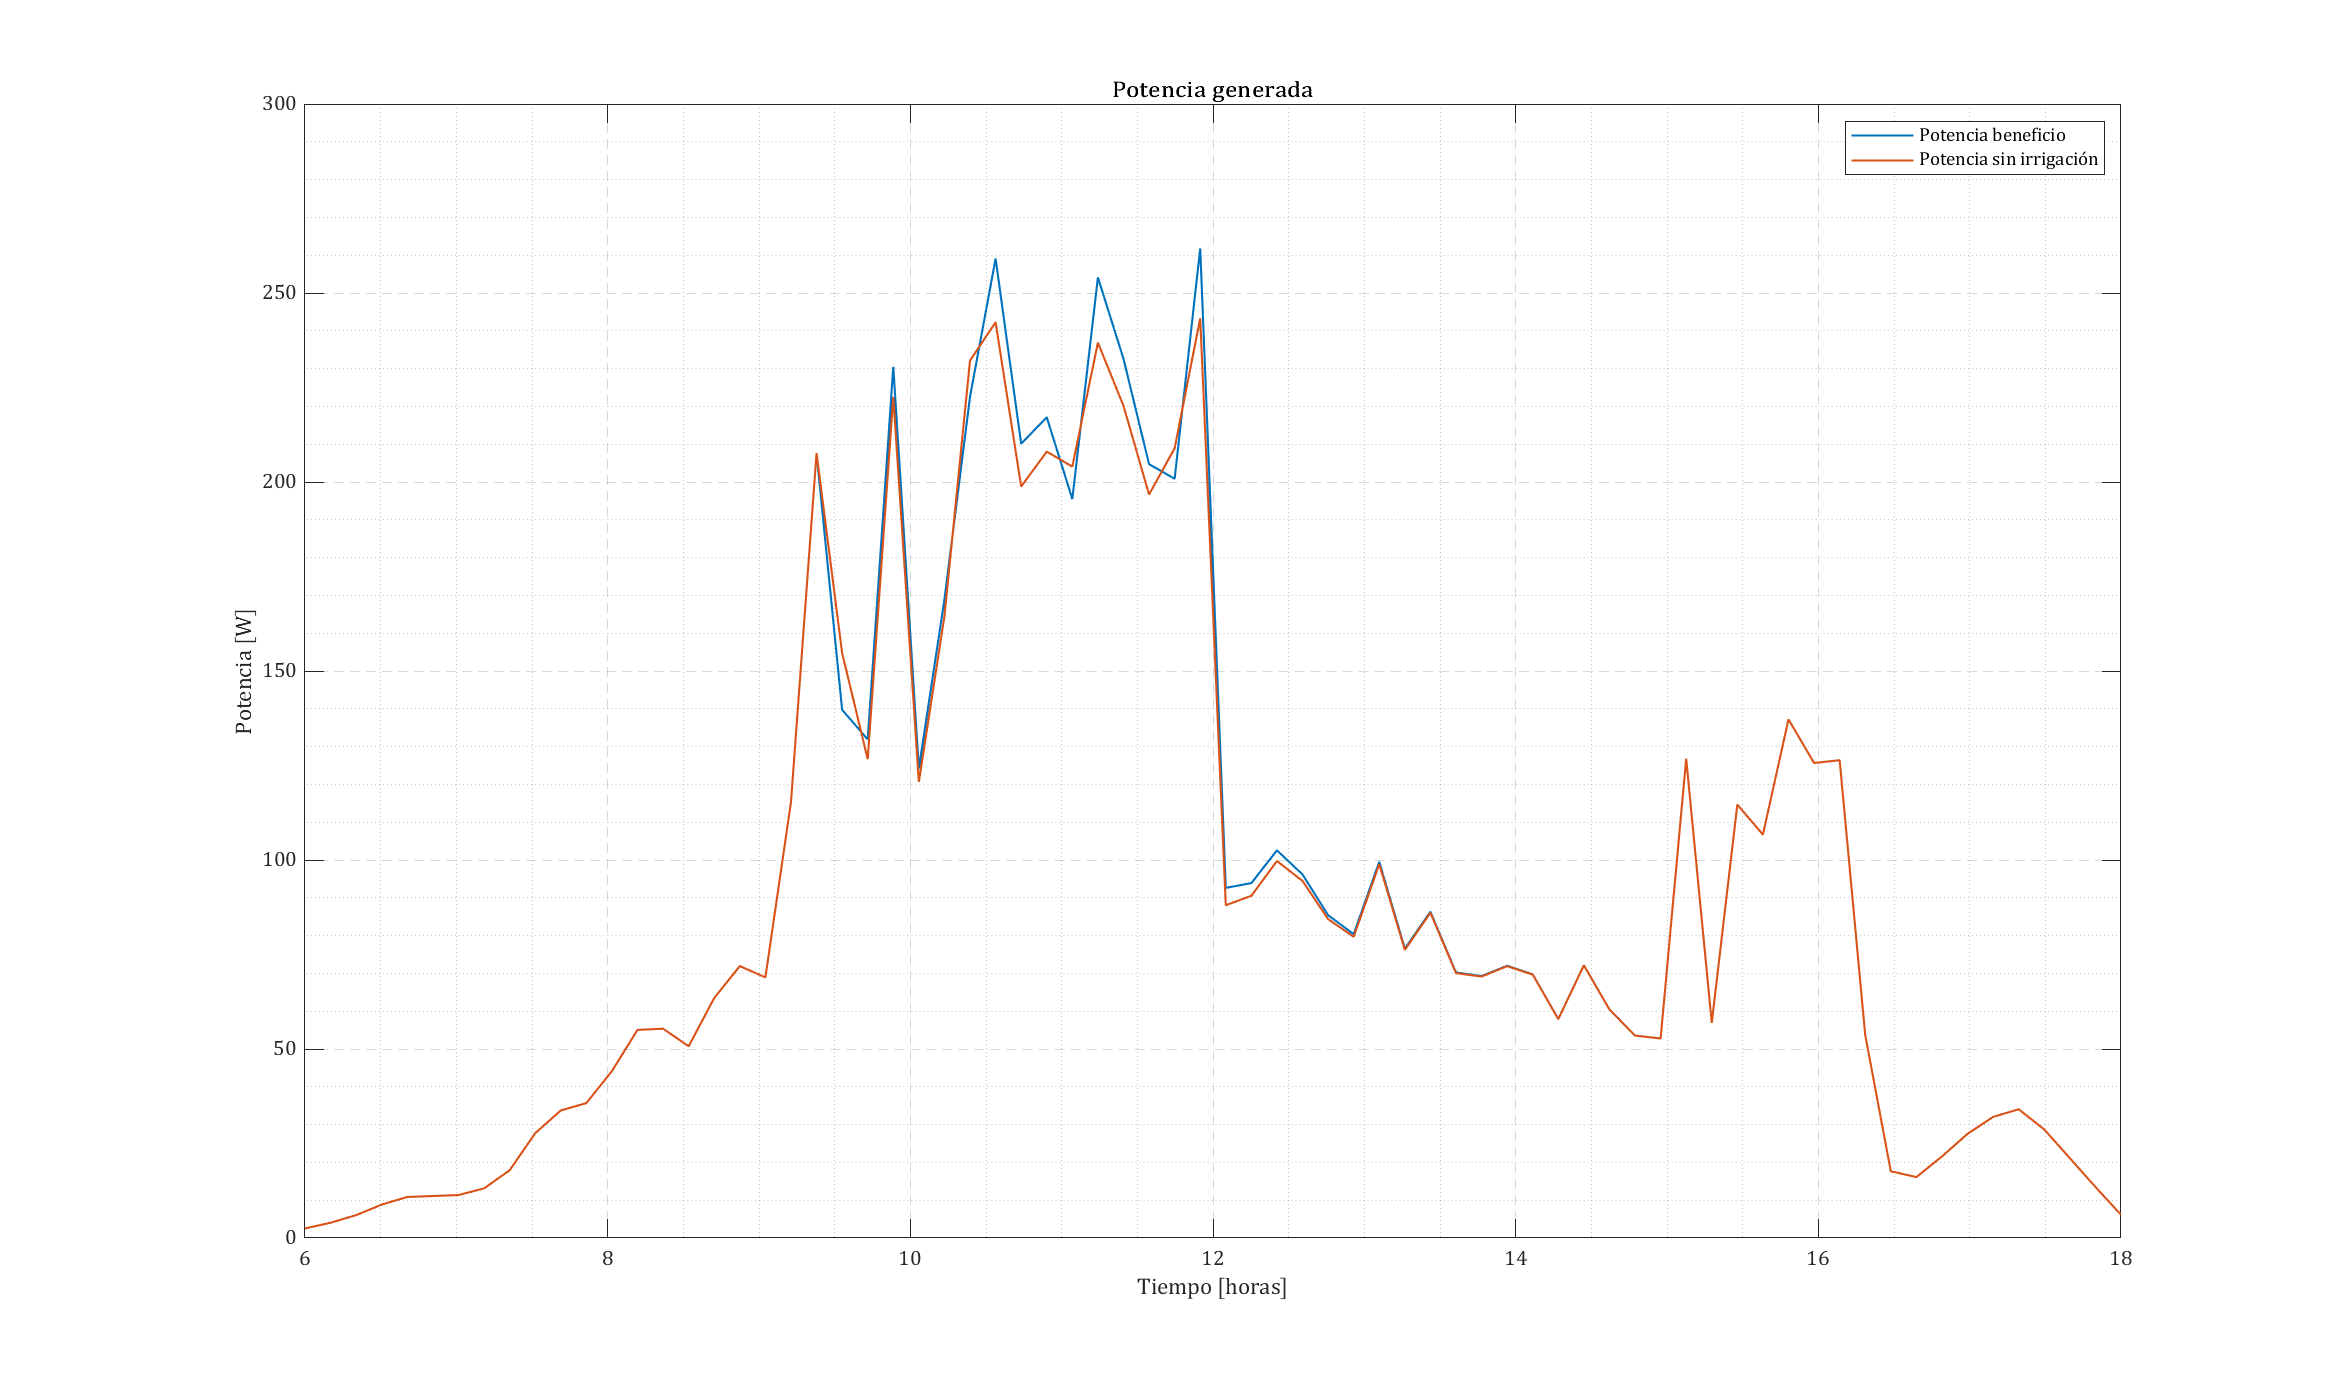 Potencia generada
300
250
200
150
100
50
0
Potencia [W]
Potencia beneficio
Potencia sin irrigación
6
8
10
12
14
16
18
Tiempo [horas]